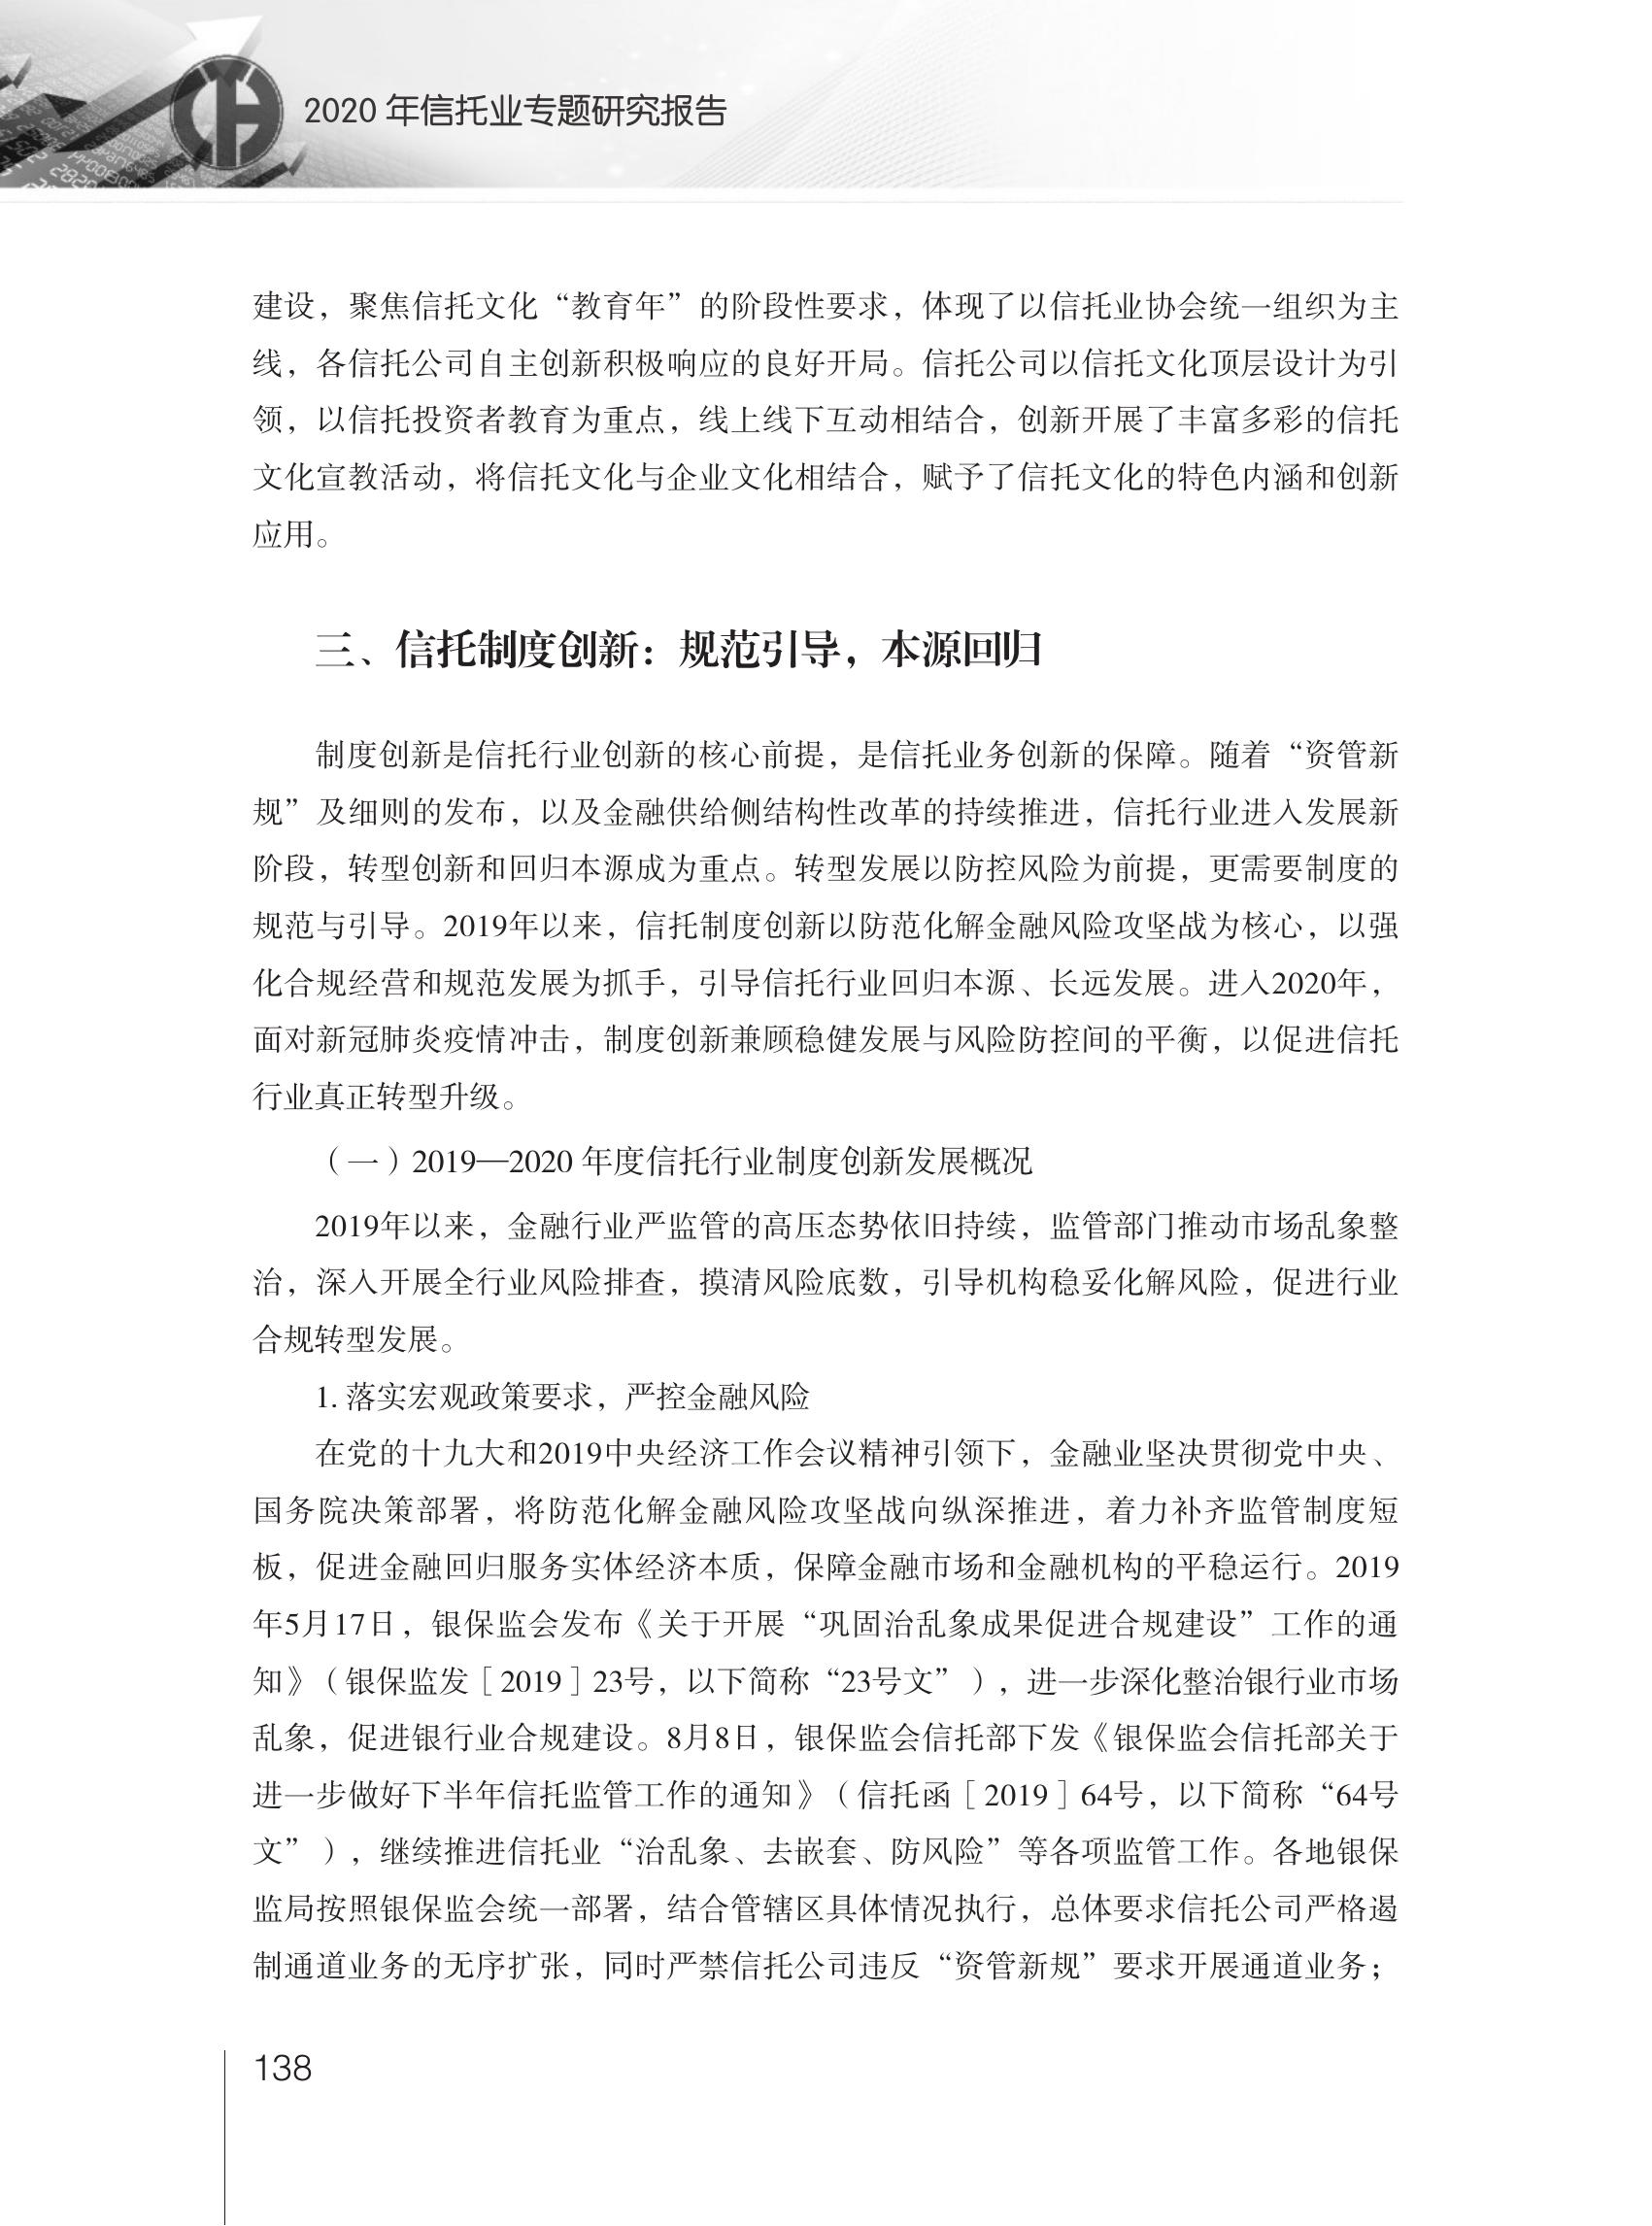 2020 年信托业专题研究报告
建设，聚焦信托文化“教育年”的阶段性要求，体现了以信托业协会统一组织为主
线，各信托公司自主创新积极响应的良好开局。信托公司以信托文化顶层设计为引
领，以信托投资者教育为重点，线上线下互动相结合，创新开展了丰富多彩的信托
文化宣教活动，将信托文化与企业文化相结合，赋予了信托文化的特色内涵和创新
应用。
三、信托制度创新：规范引导，本源回归
制度创新是信托行业创新的核心前提，是信托业务创新的保障。随着“资管新
规”及细则的发布，以及金融供给侧结构性改革的持续推进，信托行业进入发展新
阶段，转型创新和回归本源成为重点。转型发展以防控风险为前提，更需要制度的
规范与引导。2019年以来，信托制度创新以防范化解金融风险攻坚战为核心，以强
化合规经营和规范发展为抓手，引导信托行业回归本源、长远发展。进入2020年，
面对新冠肺炎疫情冲击，制度创新兼顾稳健发展与风险防控间的平衡，以促进信托
行业真正转型升级。
（一）2019—2020 年度信托行业制度创新发展概况
2019年以来，金融行业严监管的高压态势依旧持续，监管部门推动市场乱象整
治，深入开展全行业风险排查，摸清风险底数，引导机构稳妥化解风险，促进行业
合规转型发展。
1. 落实宏观政策要求，严控金融风险
在党的十九大和2019中央经济工作会议精神引领下，金融业坚决贯彻党中央、
国务院决策部署，将防范化解金融风险攻坚战向纵深推进，着力补齐监管制度短
板，促进金融回归服务实体经济本质，保障金融市场和金融机构的平稳运行。2019
年5月17日，银保监会发布《关于开展“巩固治乱象成果促进合规建设”工作的通
知》（银保监发［2019］23号，以下简称“23号文”），进一步深化整治银行业市场
乱象，促进银行业合规建设。8月8日，银保监会信托部下发《银保监会信托部关于
进一步做好下半年信托监管工作的通知》（信托函［2019］64号，以下简称“64号
文”），继续推进信托业“治乱象、去嵌套、防风险”等各项监管工作。各地银保
监局按照银保监会统一部署，结合管辖区具体情况执行，总体要求信托公司严格遏
制通道业务的无序扩张，同时严禁信托公司违反“资管新规”要求开展通道业务；
138